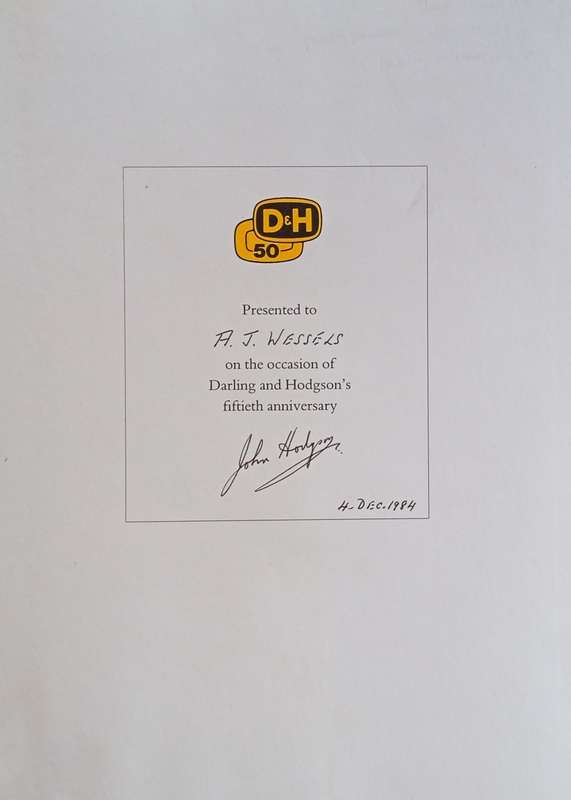 D&H
50
Presented to
A. J. WESSELS
on the occasion of
Darling and Hodgson's
fiftieth anniversary
John Hodgson.
4. DEC. 1984